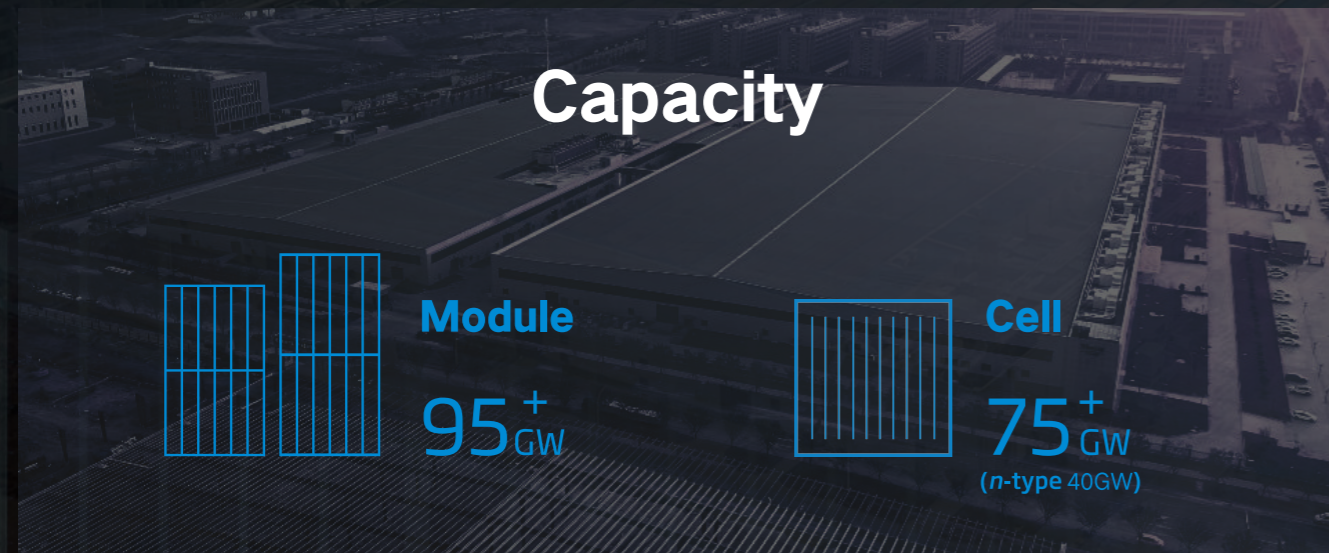 Capacity
Module
95+ GW
Cell
75+ GW
(n-type 40GW)